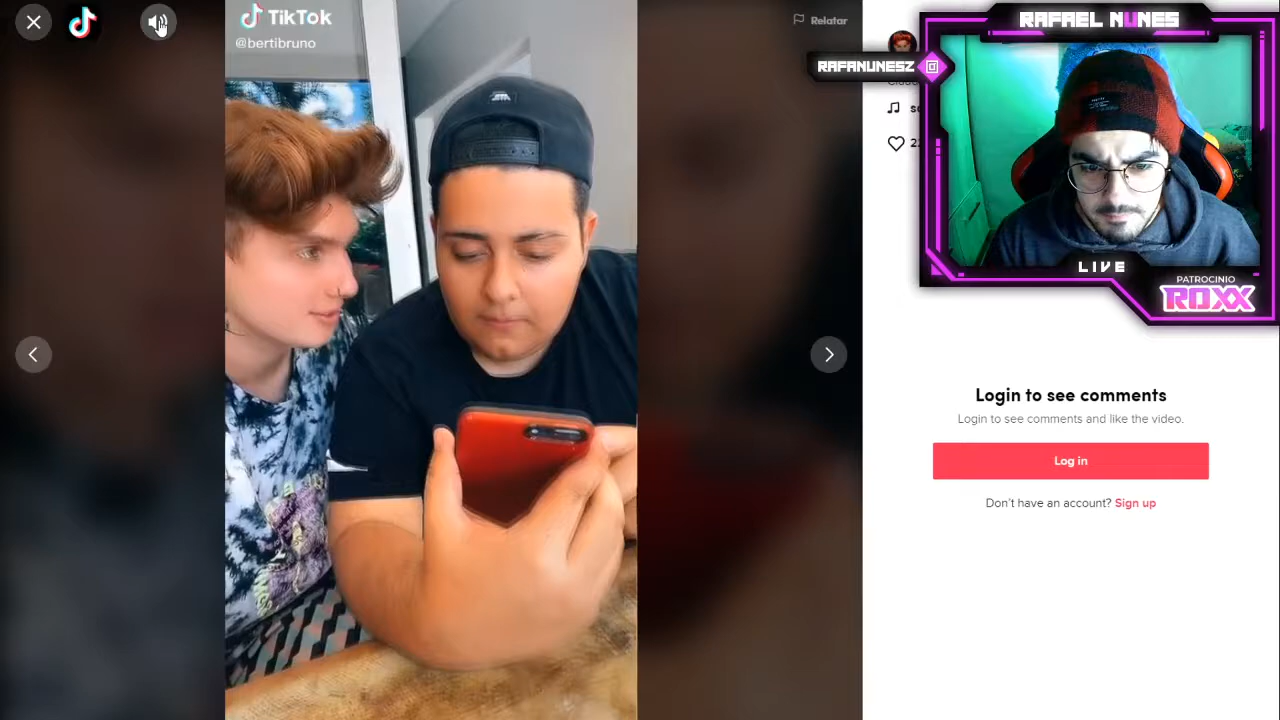 TikTok
@bertibruno
Relatar
RAFAEL NUNES
RAFANUNESZ
LIVE
PATROCINIO
ROXX
Login to see comments
Login to see comments and like the video.
Log in
Don't have an account? Sign up